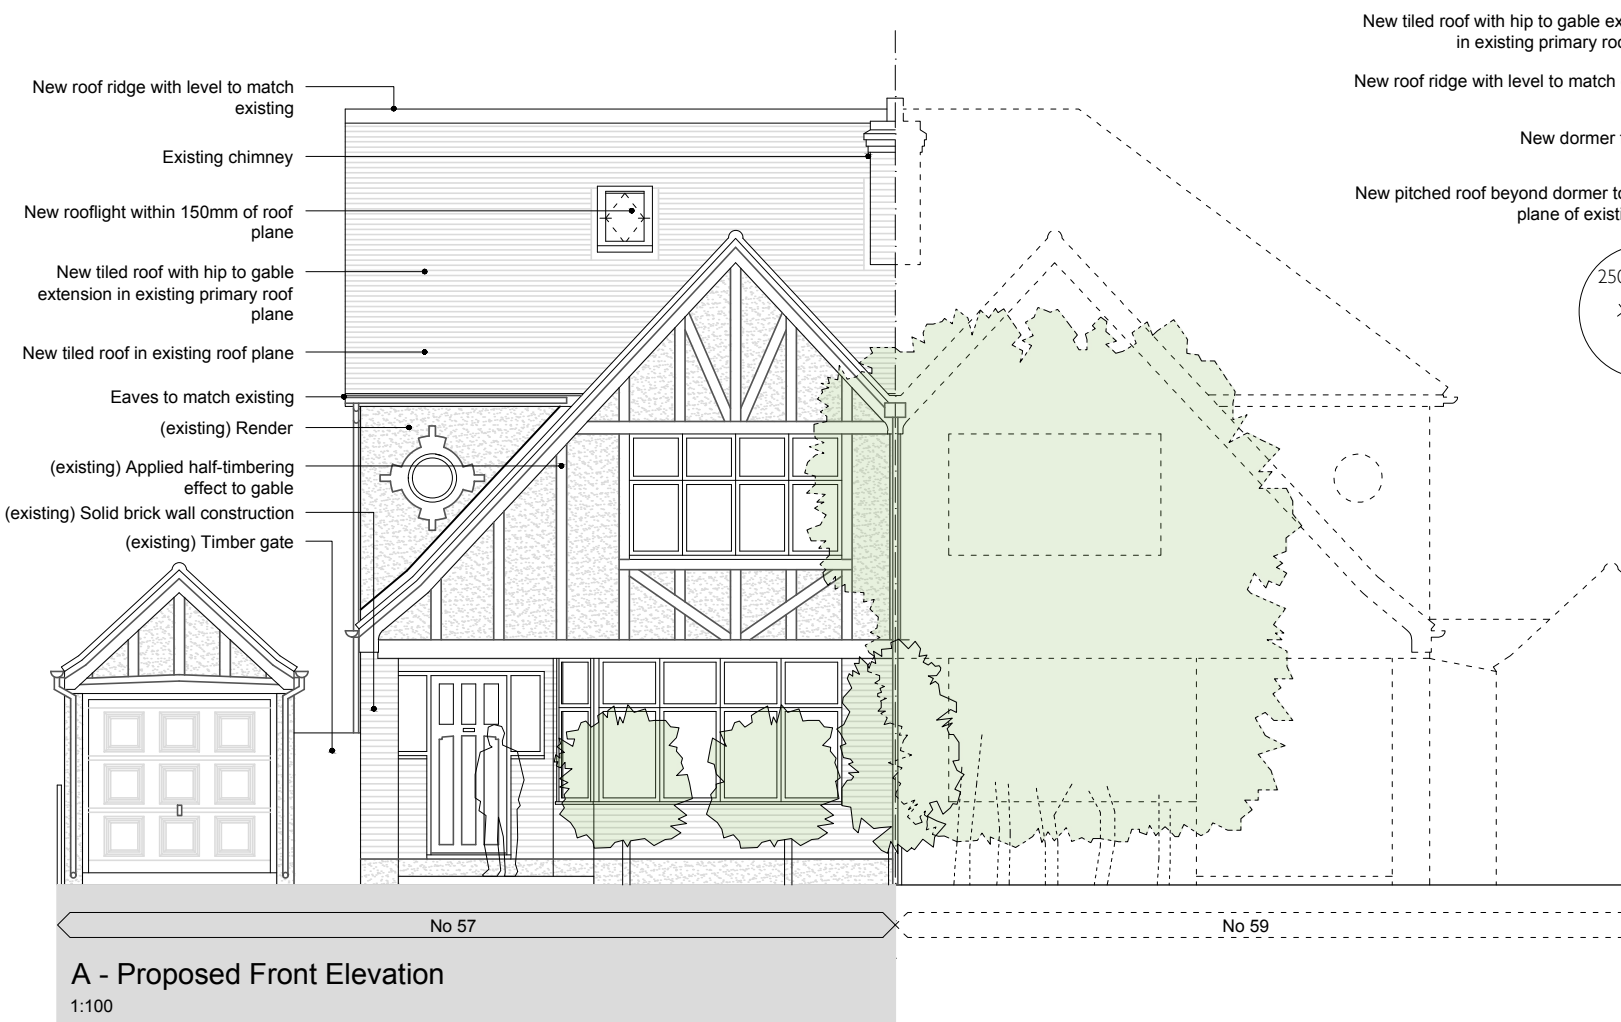 New roof ridge with level to match
existing
Existing chimney
New rooflight within 150mm of roof
plane
New tiled roof with hip to gable
extension in existing primary roof
plane
New tiled roof in existing roof plane
Eaves to match existing
(existing) Render
(existing) Applied half-timbering
effect to gable
(existing) Solid brick wall construction
(existing) Timber gate
New tiled roof with hip to gable ex
in existing primary roo
New roof ridge with level to match
New dormer
New pitched roof beyond dormer to
plane of existi
250
No 57
No 59
A - Proposed Front Elevation
1:100